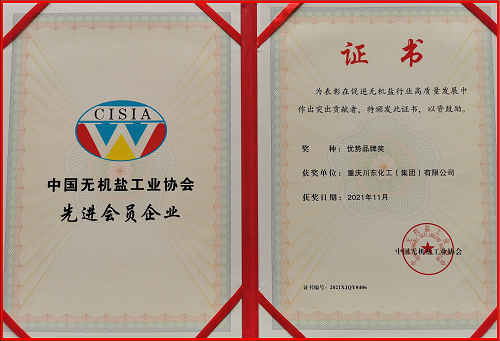 CISIA
中国无机盐工业协会
先进会员企业
证书
为表彰在促进无机盐行业高质量发展中
作出突出贡献者，特颁发此证书，以资鼓励。
奖 种：优势品牌奖
获奖单位：重庆川东化工（集团）有限公司
获奖日期：2021年11月
中国无机盐工业协会
证书编号：2021XJQY0406